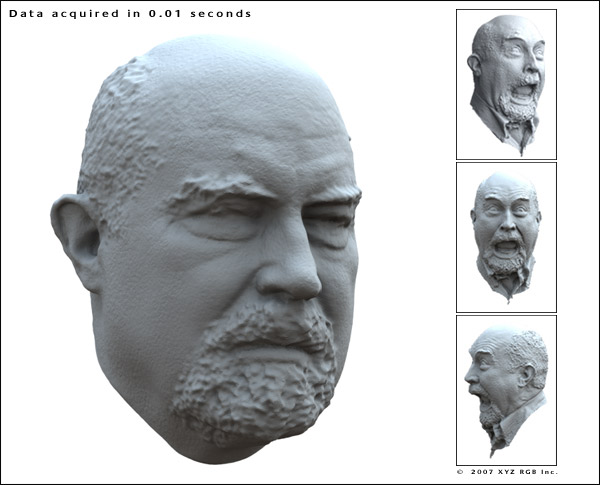 Data acquired in 0.01 seconds
© 2007 XYZ RGB Inc.